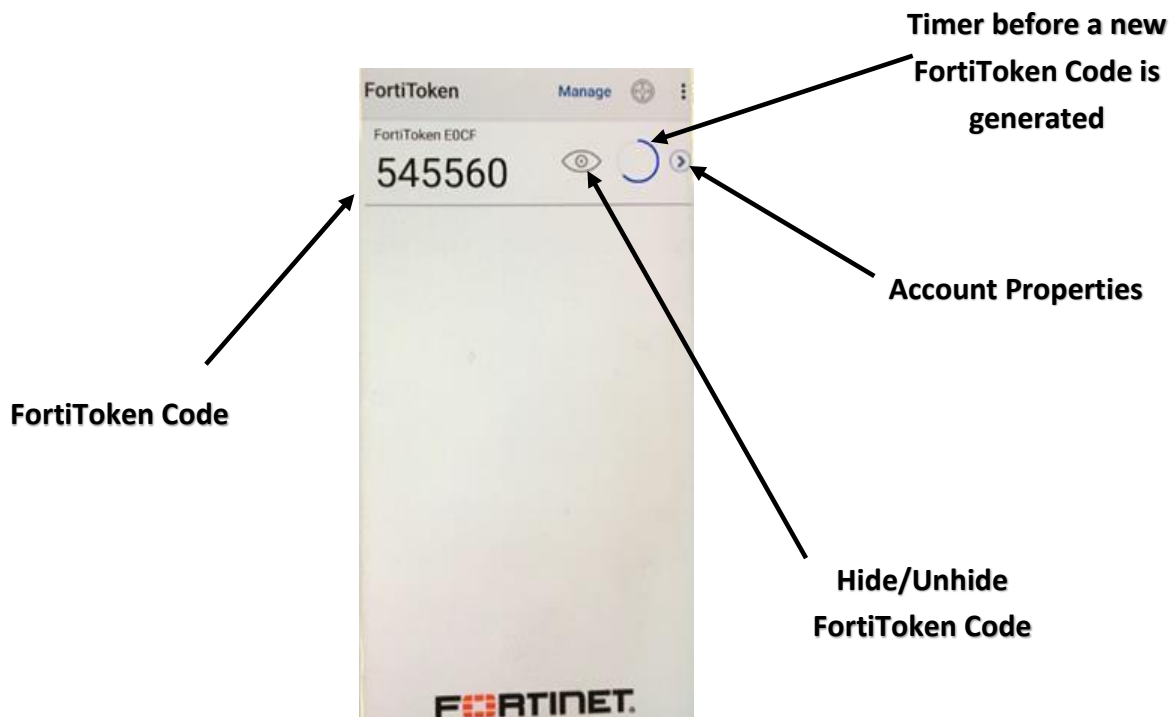 Timer before a new
FortiToken Code is
generated
FortiToken Manage
FortiToken E0CF
545560
Account Properties
FortiToken Code
Hide/Unhide
FortiToken Code
FORTINET.